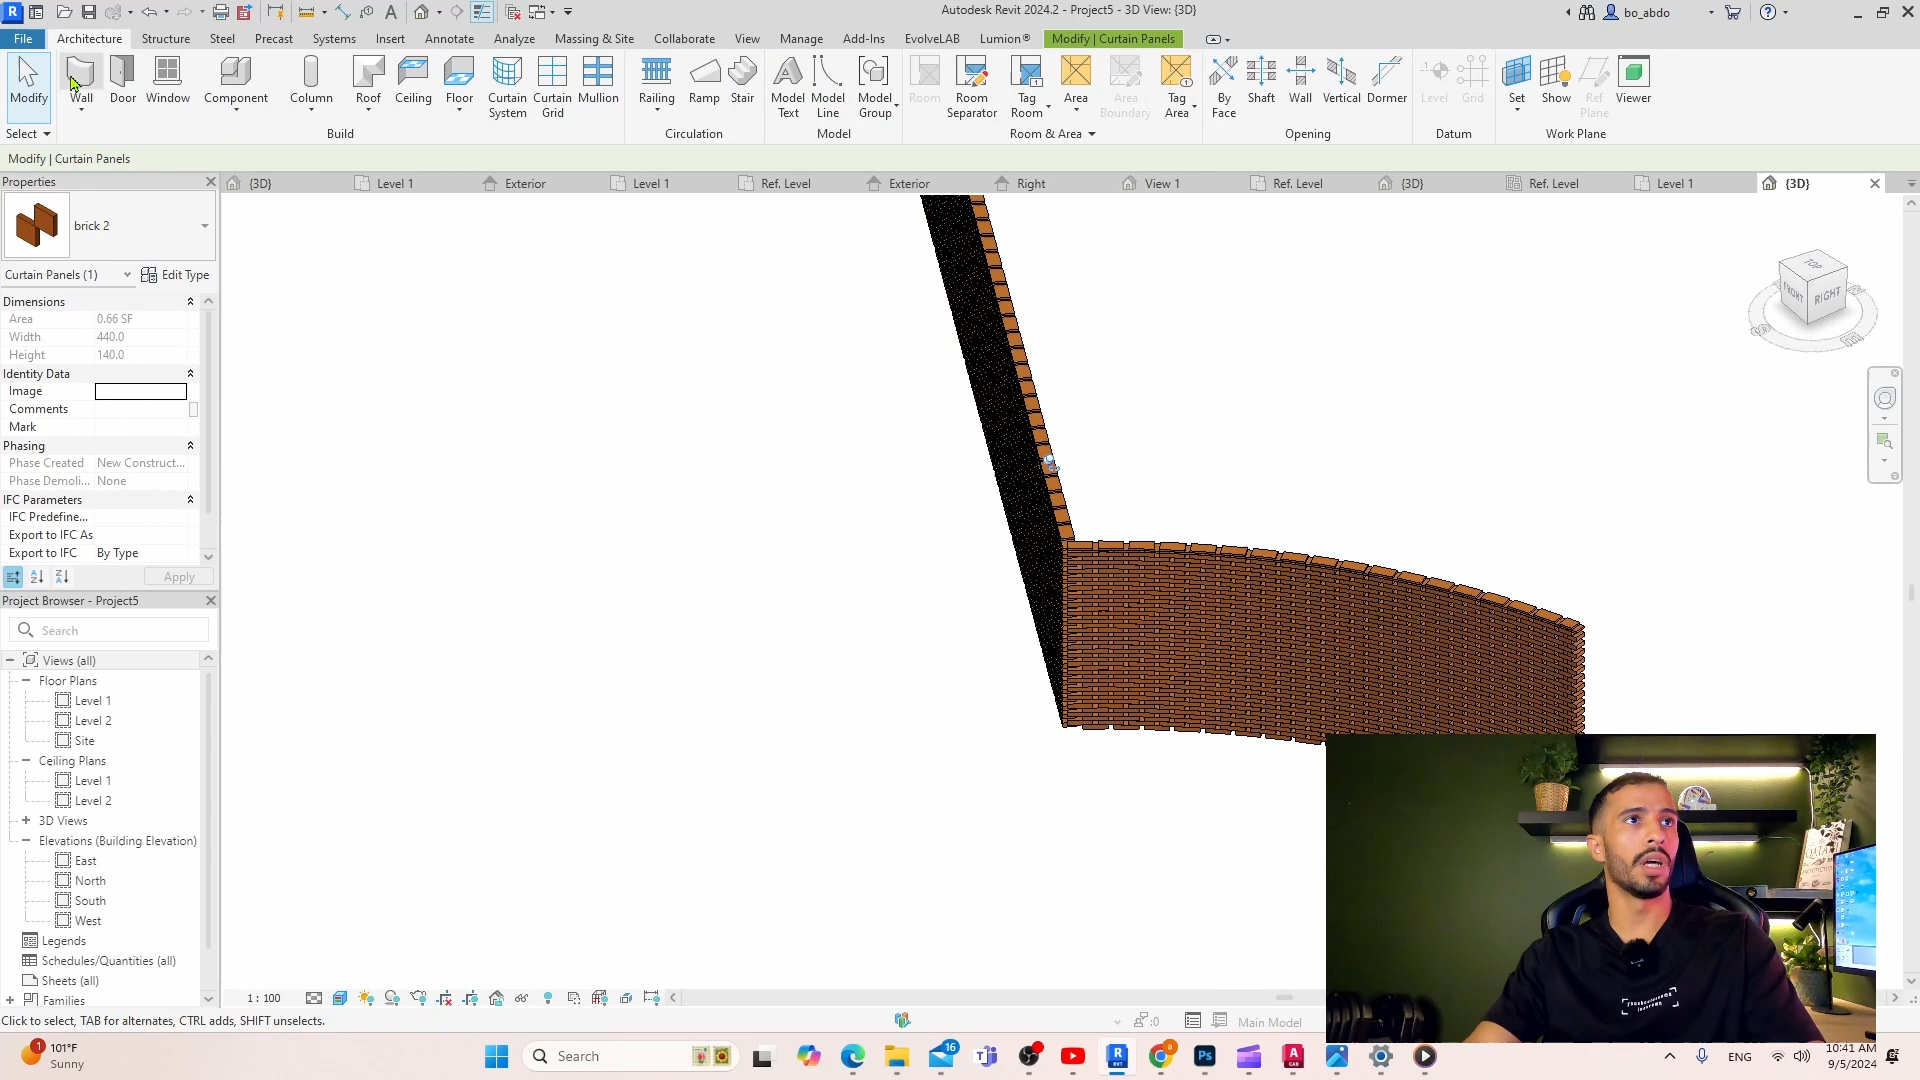 Autodesk Revit 2024.2 - Project5 - 3D View: {3D}
bo_abdo
File Architecture Structure Steel Precast Systems Insert Annotate Analyze Massing & Site Collaborate View Manage Add-Ins EvolveLAB Lumion® Modify | Curtain Panels
Modify Wall Door Window Component Column Roof Ceiling Floor Curtain System Curtain Grid Mullion Railing Ramp Stair Model Text Model Line Model Group Room Room Separator Tag Room Area Area Boundary Tag Area By Face Shaft Wall Vertical Dormer Level Grid Set Show Ref Plane Viewer
Select Build Circulation Model Room & Area Opening Datum Work Plane
Modify | Curtain Panels
Properties
{3D} Level 1 Exterior Level 1 Ref. Level Exterior Right View 1 Ref. Level {3D} Ref. Level Level 1 {3D}
brick 2
Curtain Panels (1) Edit Type
Dimensions
Area 0.66 SF
Width 440.0
Height 140.0
Identity Data
Image
Comments
Mark
Phasing
Phase Created New Construct...
Phase Demoli... None
IFC Parameters
IFC Predefine...
Export to IFC As
Export to IFC By Type
Apply
Project Browser - Project5
Search
Views (all)
Floor Plans
Level 1
Level 2
Site
Ceiling Plans
Level 1
Level 2
3D Views
Elevations (Building Elevation)
East
North
South
West
Legends
Schedules/Quantities (all)
Sheets (all)
Families
TOP
FRONT RIGHT
1 : 100
Click to select, TAB for alternates, CTRL adds, SHIFT unselects.
:0
Main Model
QATAR
1
101°F
Sunny
Search
16
ENG
10:41 AM
9/5/2024